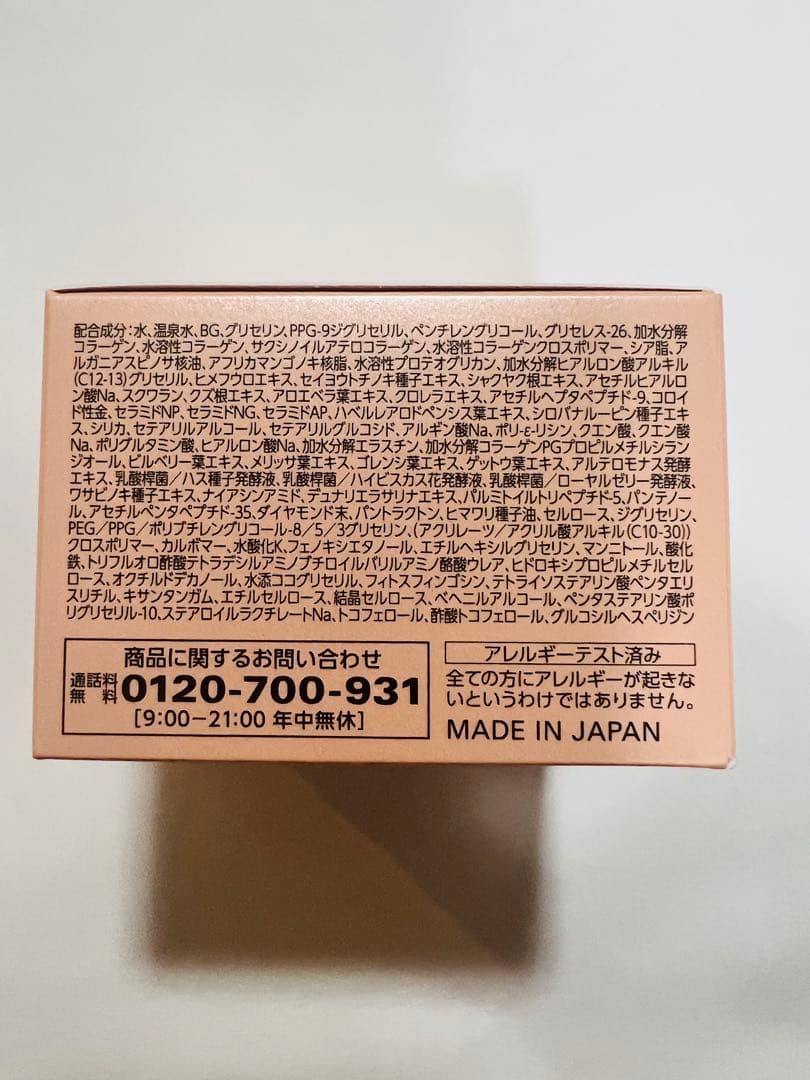 配合成分:水、温泉水、BG、グリセリン、PPG-9ジグリセリル、ペンチレングリコール、グリセレス-26、加水分解
コラーゲン、水溶性コラーゲン、サクシノイルアテロコラーゲン、水溶性コラーゲンクロスポリマー、シア脂、ア
ルガニアスピノサ核油、アフリカマンゴノキ核脂、水溶性プロテオグリカン、加水分解ヒアルロン酸アルキル
(C12-13)グリセリル、ヒメフウロエキス、セイヨウトチノキ種子エキス、シャクヤク根エキス、アセチルヒアルロ
ン酸Na、スクワラン、クズ根エキス、アロエベラ葉エキス、クロレラエキス、アセチルヘプタペプチド-9、コロイ
ド性金、セラミドNP、セラミドNG、セラミドAP、ハベルレアロドペンシス葉エキス、シロバナルーピン種子エキ
ス、シリカ、セテアリルアルコール、セテアリルグルコシド、アルギン酸Na、ポリ-ε-リシン、クエン酸、クエン酸
Na、ポリグルタミン酸、ヒアルロン酸Na、加水分解エラスチン、加水分解コラーゲンPGプロピルメチルシラン
ジオール、ビルベリー葉エキス、メリッサ葉エキス、ゴレンシ葉エキス、ゲットウ葉エキス、アルテロモナス発酵
エキス、乳酸桿菌/ハス種子発酵液、乳酸桿菌/ハイビスカス花発酵液、乳酸桿菌/ローヤルゼリー発酵液、
ワサビノキ種子エキス、ナイアシンアミド、デュナリエラサリナエキス、パルミトイルトリペプチド-5、パンテノー
ル、アセチルペンタペプチド-35、ダイヤモンド末、パントラクトン、ヒマワリ種子油、セルロース、ジグリセリン、
PEG/PPG/ポリブチレングリコール-8/5/3グリセリン、(アクリレーツ/アクリル酸アルキル(C10-30))
クロスポリマー、カルボマー、水酸化K、フェノキシエタノール、エチルヘキシルグリセリン、マンニトール、酸化
鉄、トリフルオロ酢酸テトラデシルアミノブチロイルバリルアミノ酪酸ウレア、ヒドロキシプロピルメチルセル
ロース、オクチルドデカノール、水添ココグリセリル、フィトスフィンゴシン、テトライソステアリン酸ペンタエリ
スリチル、キサンタンガム、エチルセルロース、結晶セルロース、ベヘニルアルコール、ペンタステアリン酸ポ
リグリセリル-10、ステアロイルラクチレートNa、トコフェロール、酢酸トコフェロール、グルコシルヘスペリジン
商品に関するお問い合わせ
通話料
無料
0120-700-931
[9:00-21:00 年中無休]
アレルギーテスト済み
全ての方にアレルギーが起きな
いというわけではありません。
MADE IN JAPAN